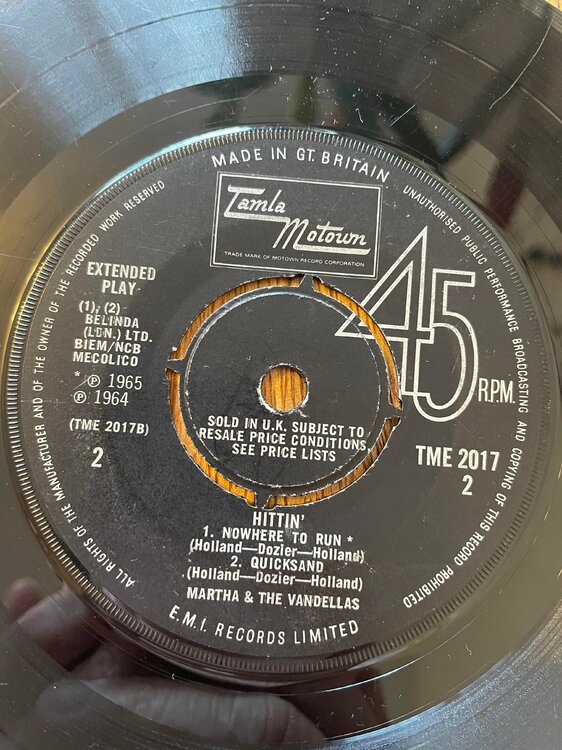 MADE IN GT. BRITAIN
UNAUTHORISED PUBLIC PERFORMANCE BROADCASTING AND COPYING OF THIS RECORD PROHIBITED
ALL RIGHTS OF THE MANUFACTURER AND OF THE OWNER OF THE RECORDED WORK RESERVED
Tamla
Motown
TRADE MARK OF MOTOWN RECORD CORPORATION
EXTENDED
PLAY
(1), (2)
BELINDA
(LDN.) LTD.
BIEM/NCB
MECOLICO
* ℗ 1965
℗ 1964
(TME 2017B)
2
45
R.P.M.
SOLD IN U.K. SUBJECT TO
RESALE PRICE CONDITIONS
SEE PRICE LISTS
TME 2017
2
HITTIN'
1. NOWHERE TO RUN *
(Holland—Dozier—Holland)
2. QUICKSAND
(Holland—Dozier—Holland)
MARTHA & THE VANDELLAS
E.M.I. RECORDS LIMITED